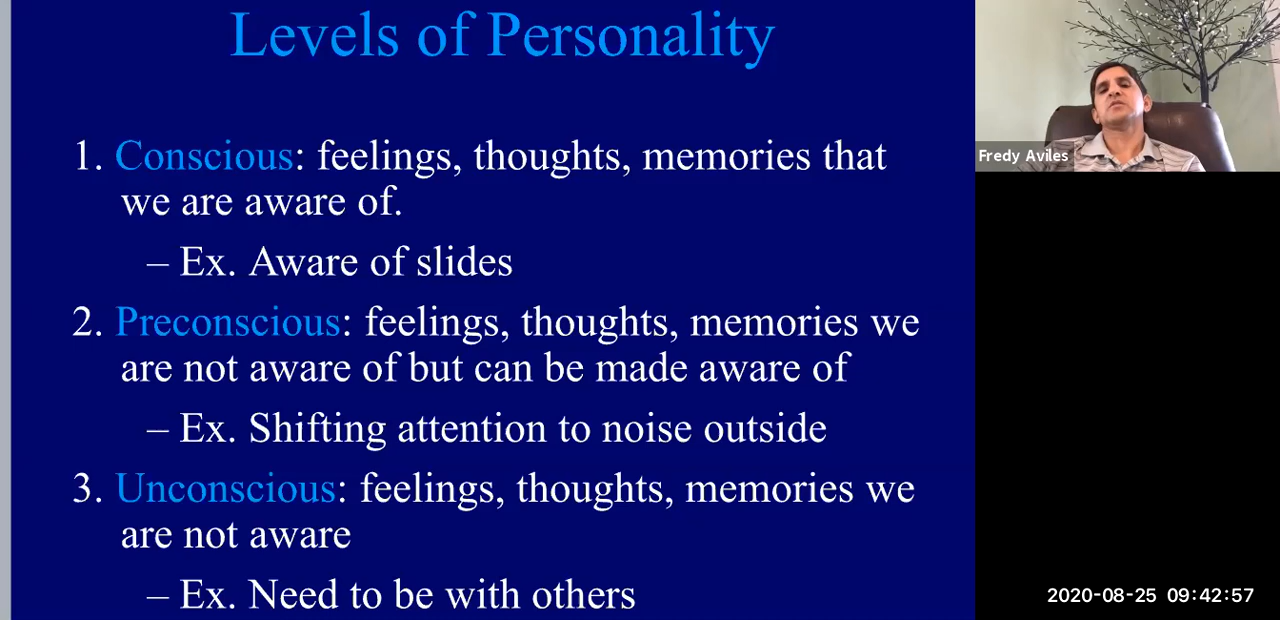 Levels of Personality
1. Conscious: feelings, thoughts, memories that
we are aware of.
– Ex. Aware of slides
2. Preconscious: feelings, thoughts, memories we
are not aware of but can be made aware of
– Ex. Shifting attention to noise outside
3. Unconscious: feelings, thoughts, memories we
are not aware
– Ex. Need to be with others
Fredy Aviles
2020-08-25 09:42:57